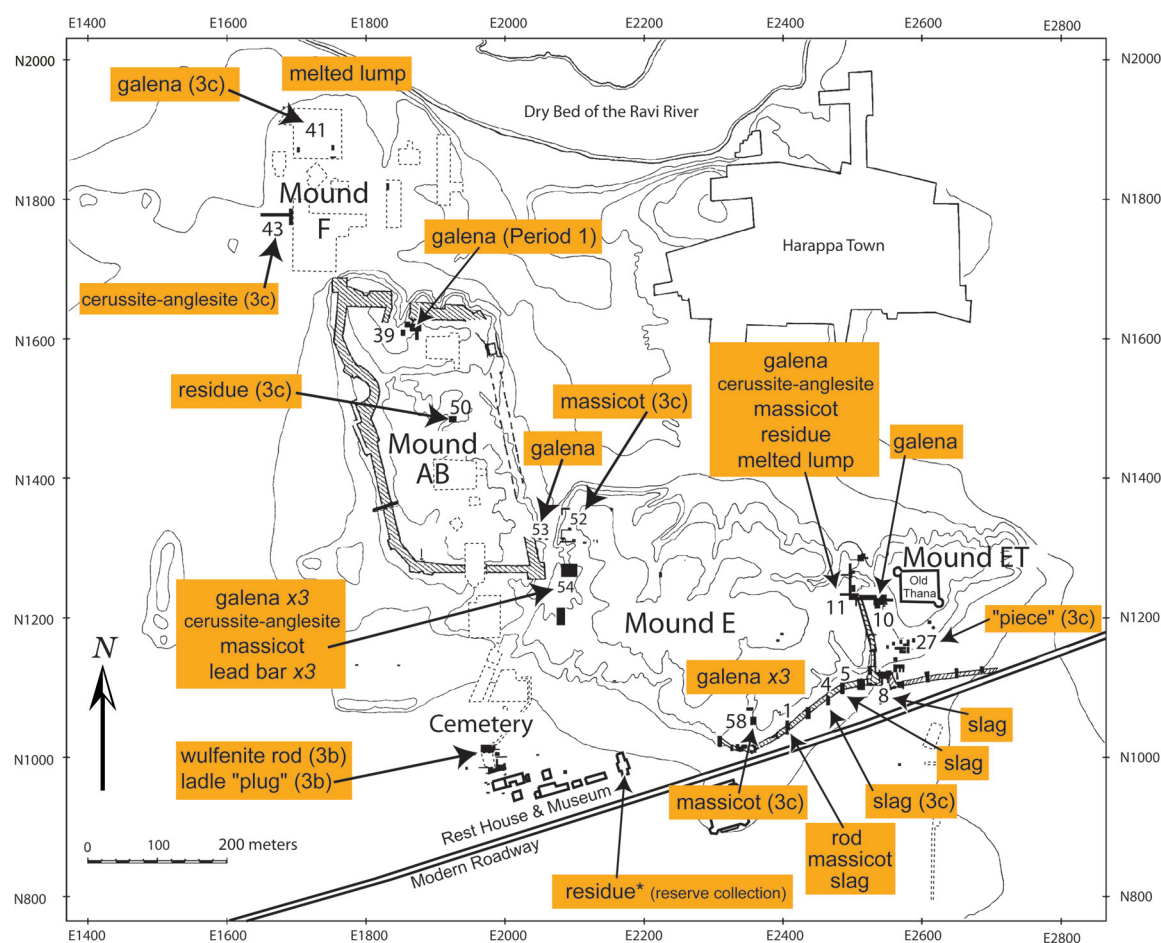 E1400 E1600 E1800 E2000 E2200 E2400 E2600 E2800
N2000 N2000
melted lump
galena (3c)
Dry Bed of the Ravi River
41
Mound
F
N1800 N1800
43
galena (Period 1)
Harappa Town
cerussite-anglesite (3c)
N1600 N1600
39
galena
cerussite-anglesite
massicot
residue
melted lump
residue (3c)
50
massicot (3c)
Mound
AB
galena
galena
N1400 N1400
53
52
Mound ET
Old
Thana
54
11
10
galena x3
cerussite-anglesite
massicot
lead bar x3
N1200 N1200
Mound E
27
"piece" (3c)
N
galena x3
58
1
4
5
8
slag
Cemetery
slag
wulfenite rod (3b)
ladle "plug" (3b)
N1000 N1000
massicot (3c)
slag (3c)
Rest House & Museum
Modern Roadway
rod
massicot
slag
0 100 200 meters
residue* (reserve collection)
N800 N800
E1400 E1600 E1800 E2000 E2200 E2400 E2600 E2800